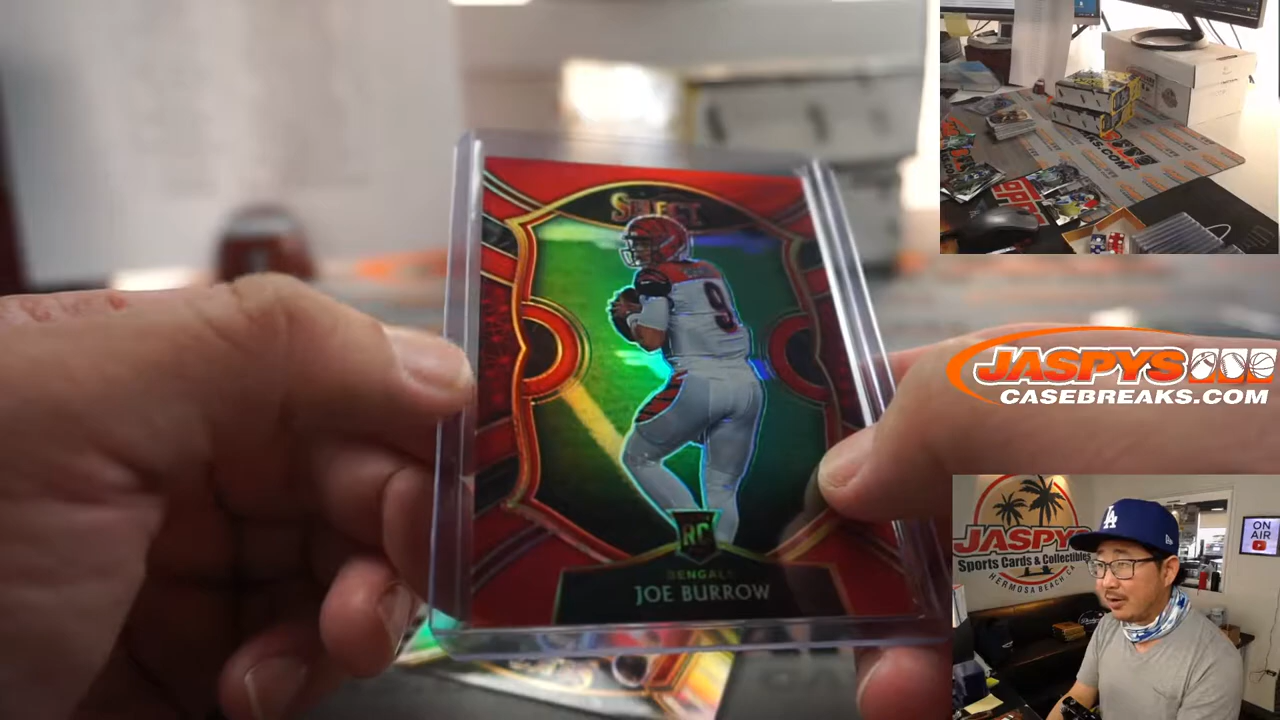 SELECT
9
RC
BENGALS
JOE BURROW
JASPYS
CASEBREAKS.COM
LA
JASPYS
Sports Cards & Collectibles
HERMOSA BEACH CA
ON
AIR